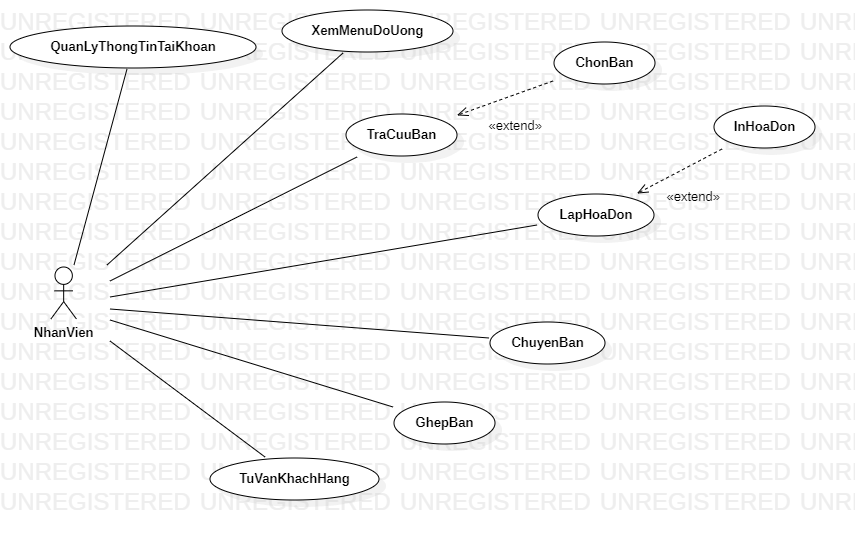 QuanLyThongTinTaiKhoan
XemMenuDoUong
ChonBan
TraCuuBan
«extend»
InHoaDon
«extend»
LapHoaDon
NhanVien
ChuyenBan
GhepBan
TuVanKhachHang
UNREGISTERED